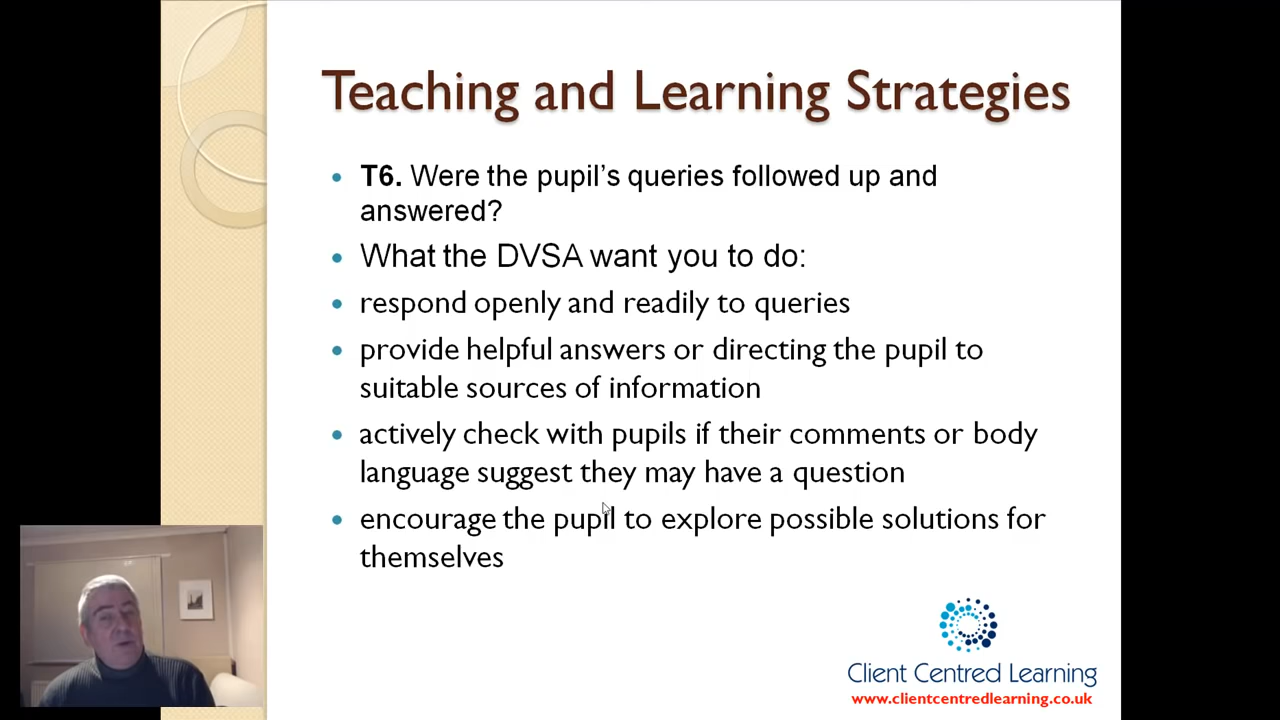 Teaching and Learning Strategies
T6. Were the pupil’s queries followed up and
answered?
What the DVSA want you to do:
respond openly and readily to queries
provide helpful answers or directing the pupil to
suitable sources of information
actively check with pupils if their comments or body
language suggest they may have a question
encourage the pupil to explore possible solutions for
themselves
Client Centred Learning
www.clientcentredlearning.co.uk